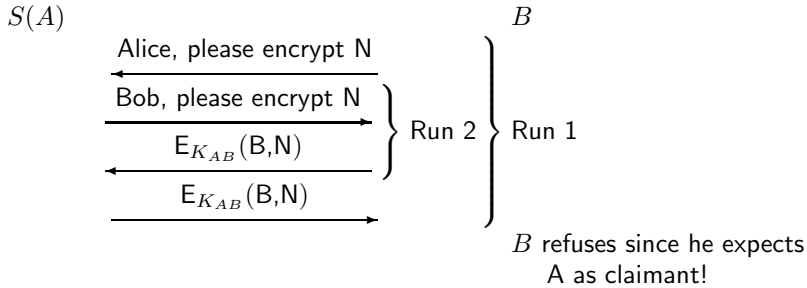 S(A) B
Alice, please encrypt N
Bob, please encrypt N
Run 2 Run 1
E_{K_{AB}}(B,N)
E_{K_{AB}}(B,N)
B refuses since he expects
A as claimant!